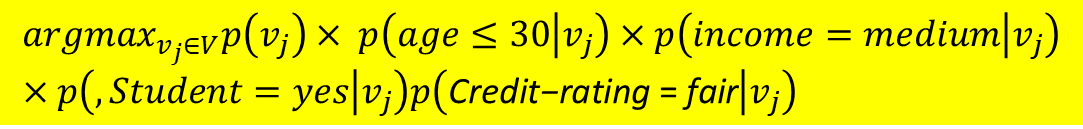 argmax_{v_j∈V} p(v_j) × p(age ≤ 30|v_j) × p(income = medium|v_j)
× p(, Student = yes|v_j)p(Credit−rating = fair|v_j)